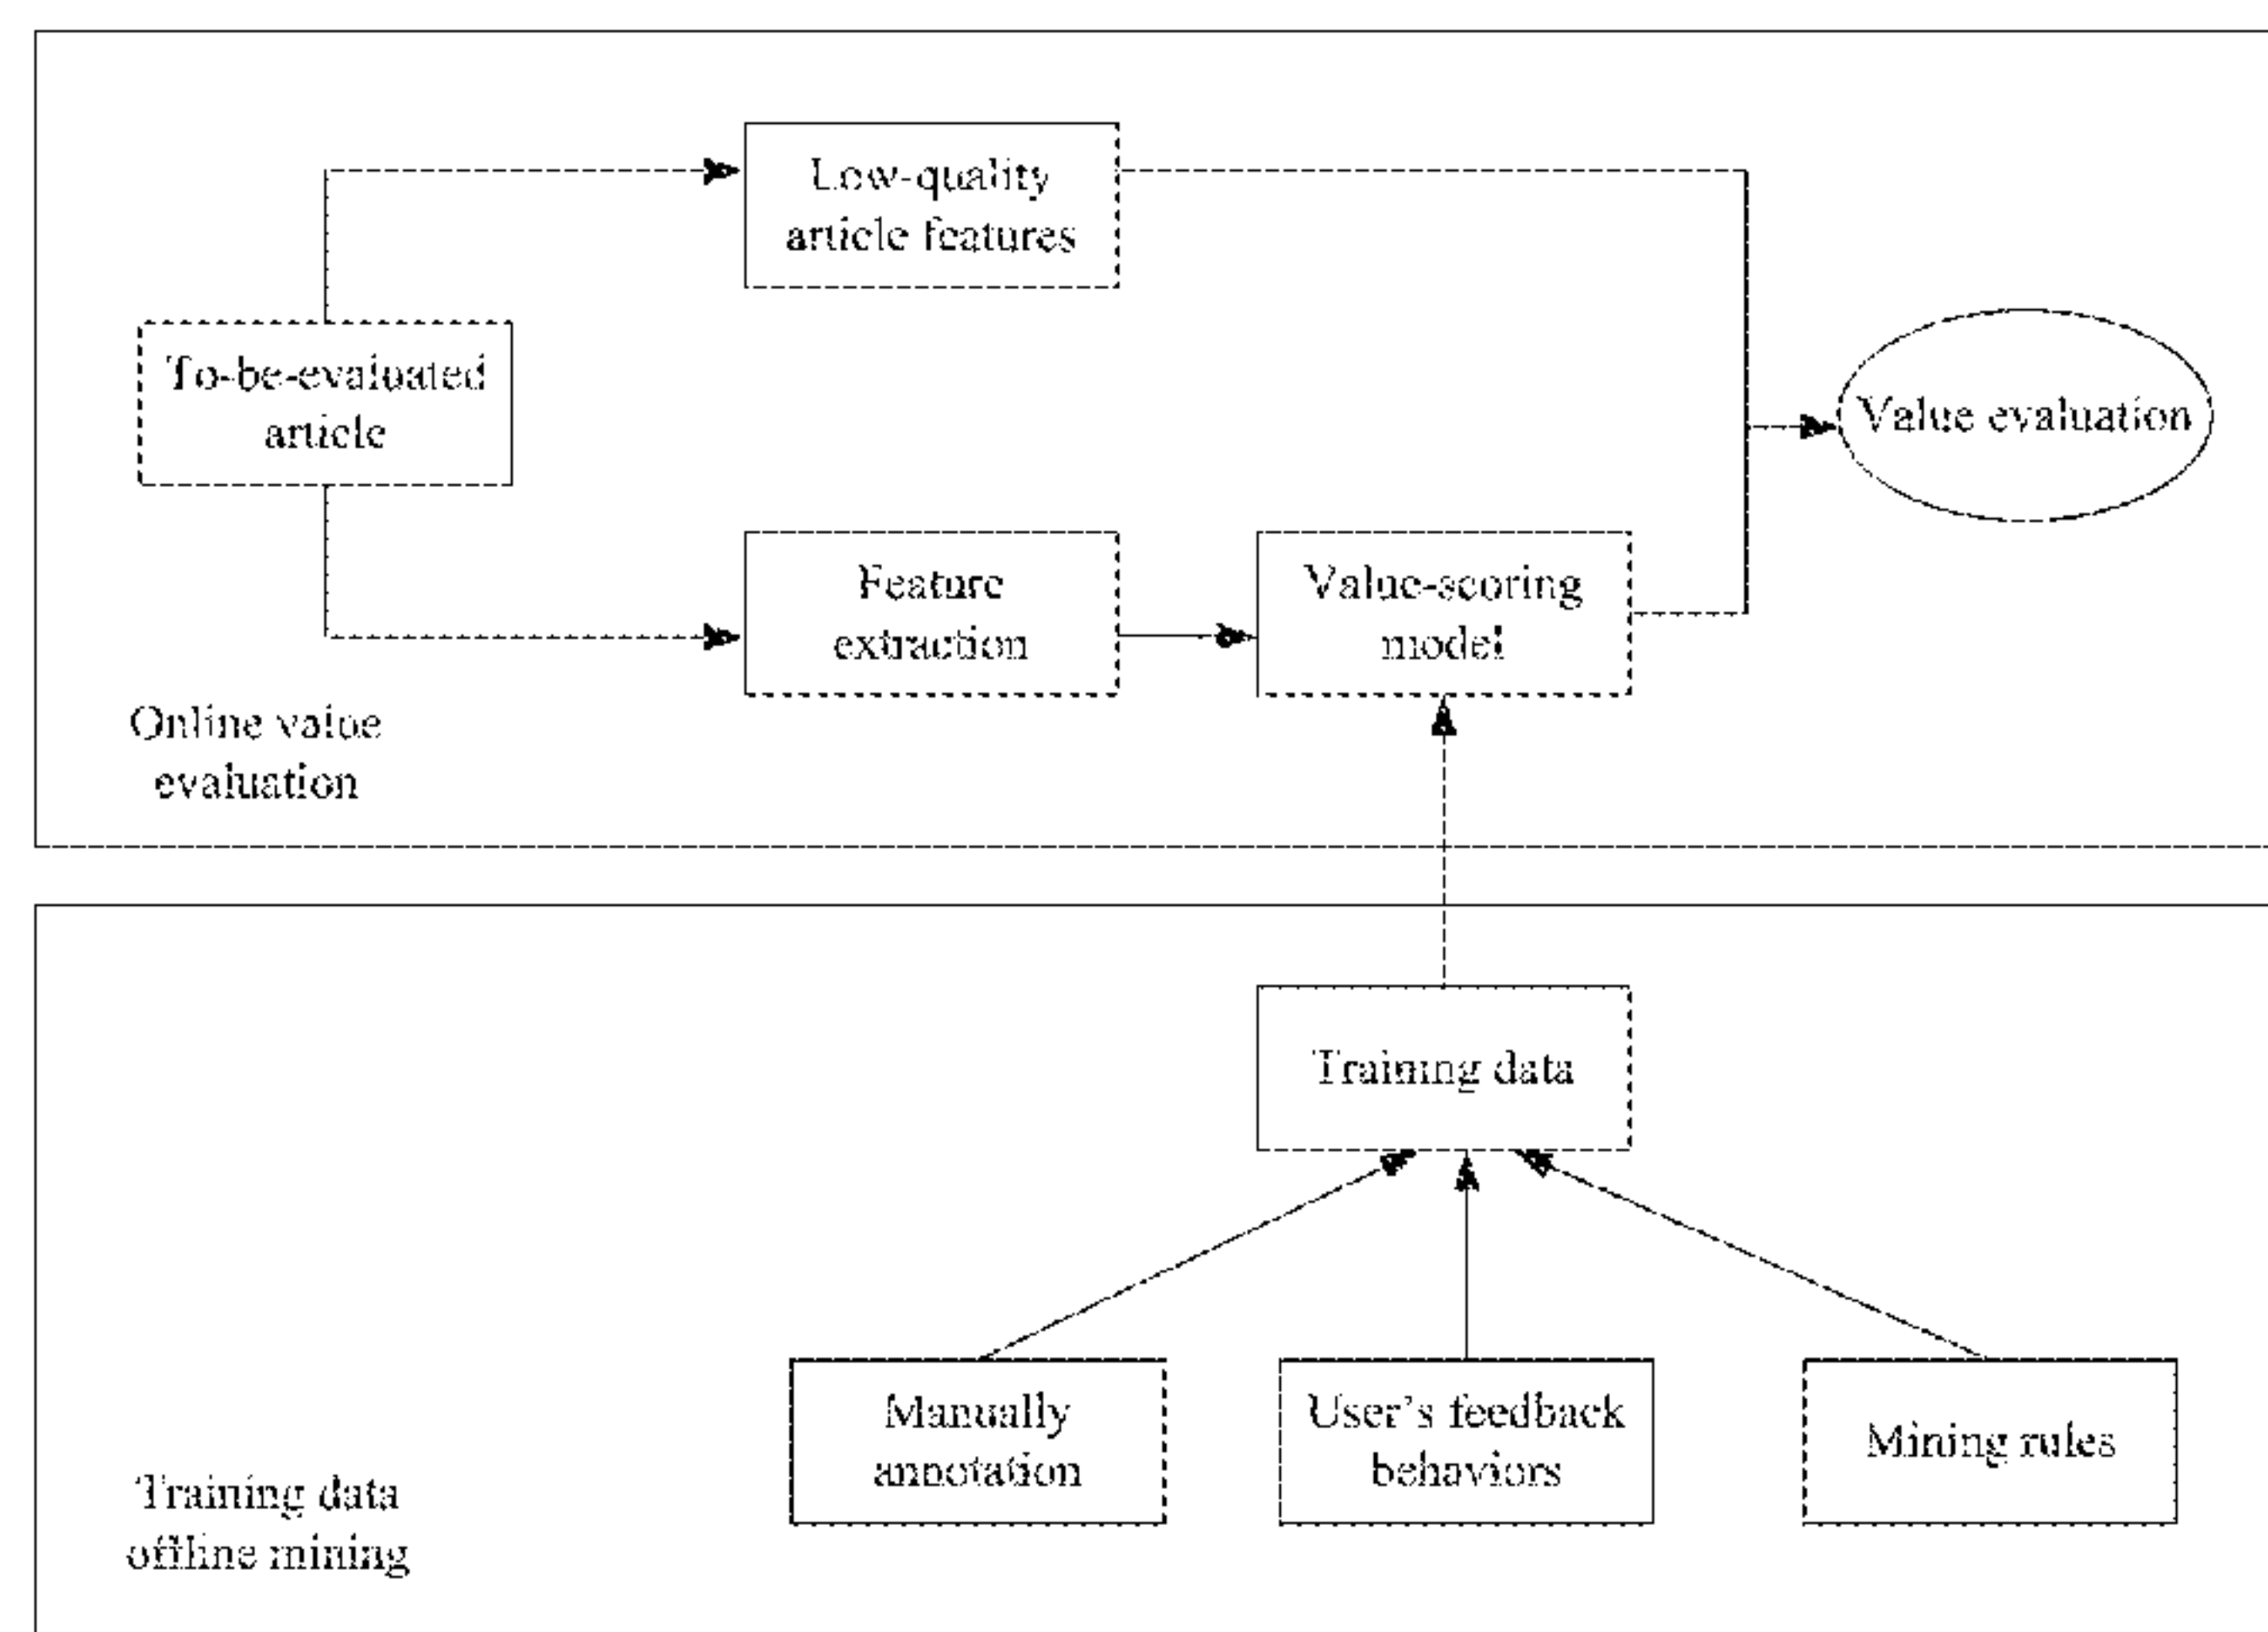 Low-quality
article features
To-be-evaluated
article
Value evaluation
Feature
extraction
Value-scoring
model
Online value
evaluation
Training data
Manually
annotation
User's feedback
behaviors
Mining rules
Training data
offline mining